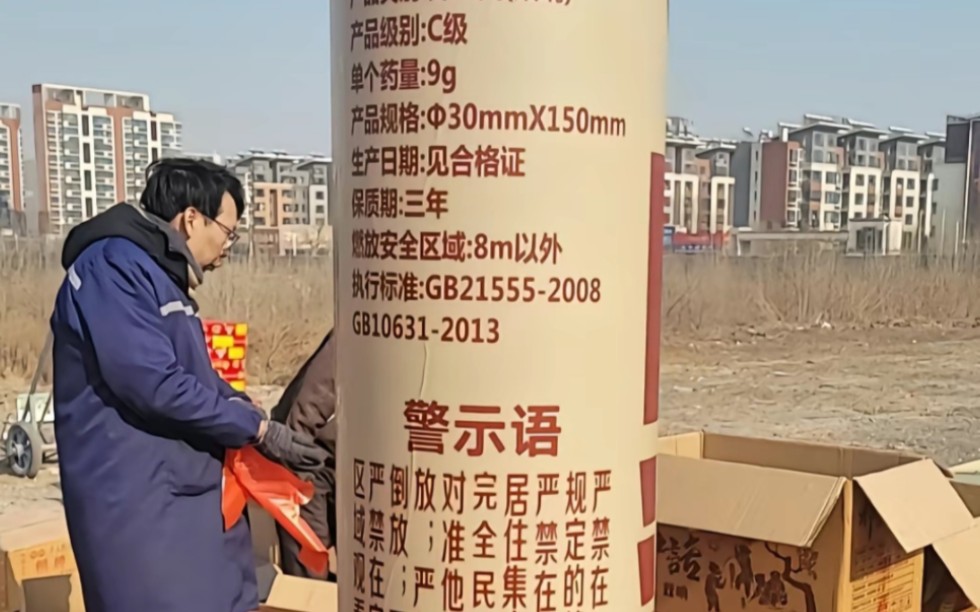 产品级别:C级
单个药量:9g
产品规格:Φ30mmX150mm
生产日期:见合格证
保质期:三年
燃放安全区域:8m以外
执行标准:GB21555-2008
GB10631-2013
警示语
区严倒放对完居严规严
域禁放；准全住禁定禁
现在；严他民集在的在